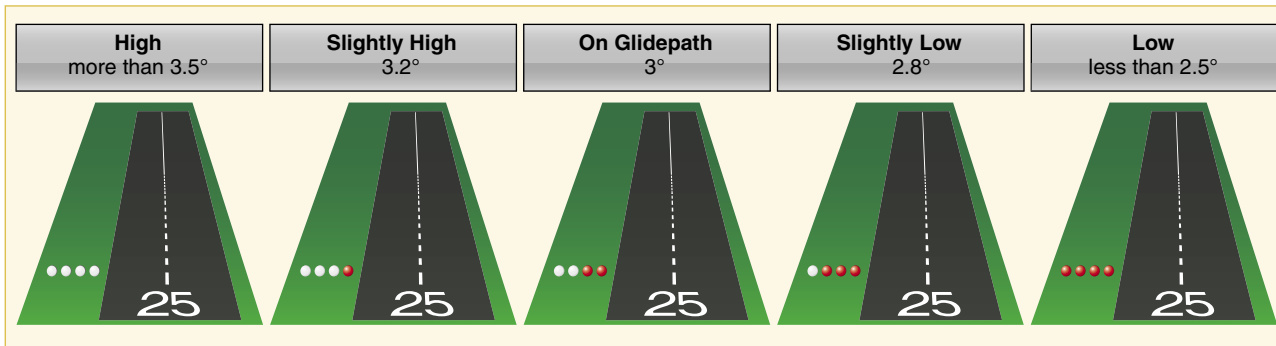 High
more than 3.5°
Slightly High
3.2°
On Glidepath
3°
Slightly Low
2.8°
Low
less than 2.5°
25
25
25
25
25